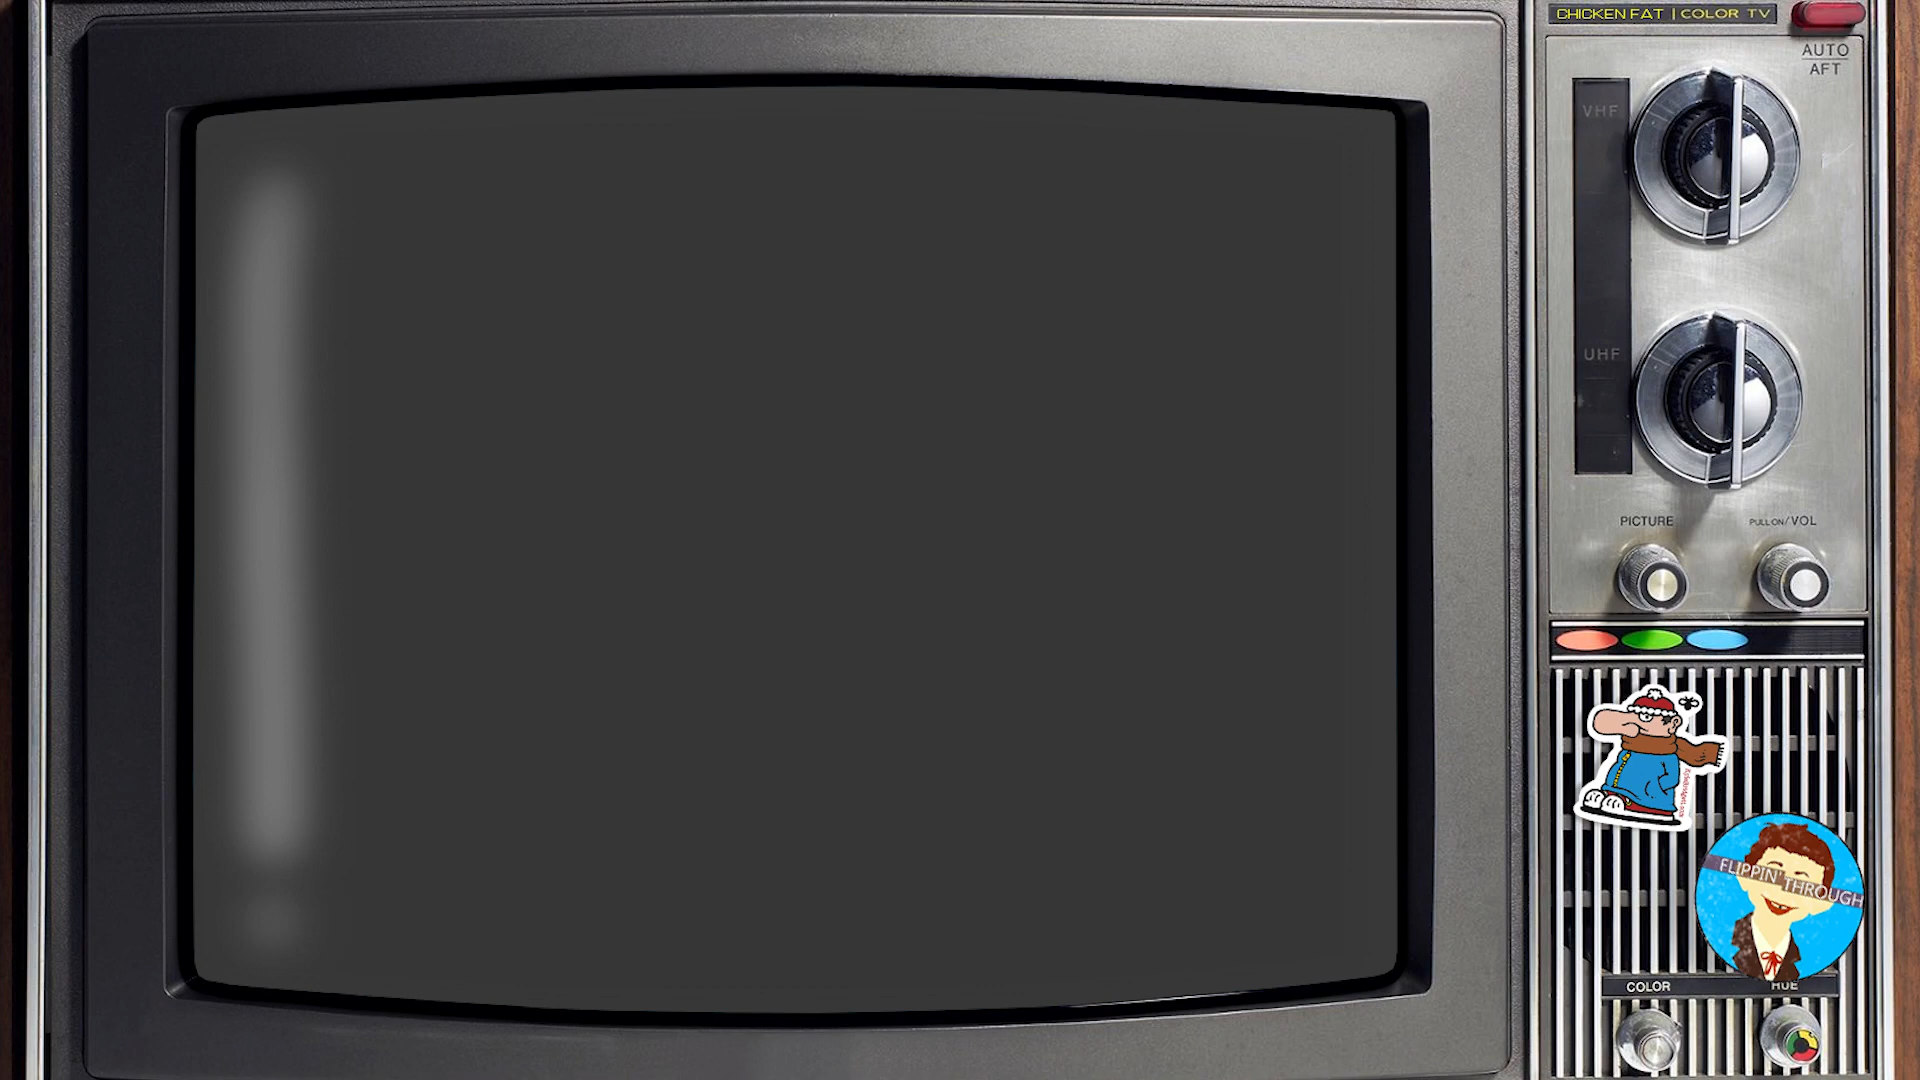 CHICKEN FAT | COLOR TV
AUTO
AFT
VHF
UHF
PICTURE
PULL ON/VOL
FLIPPIN' THROUGH
COLOR
HUE